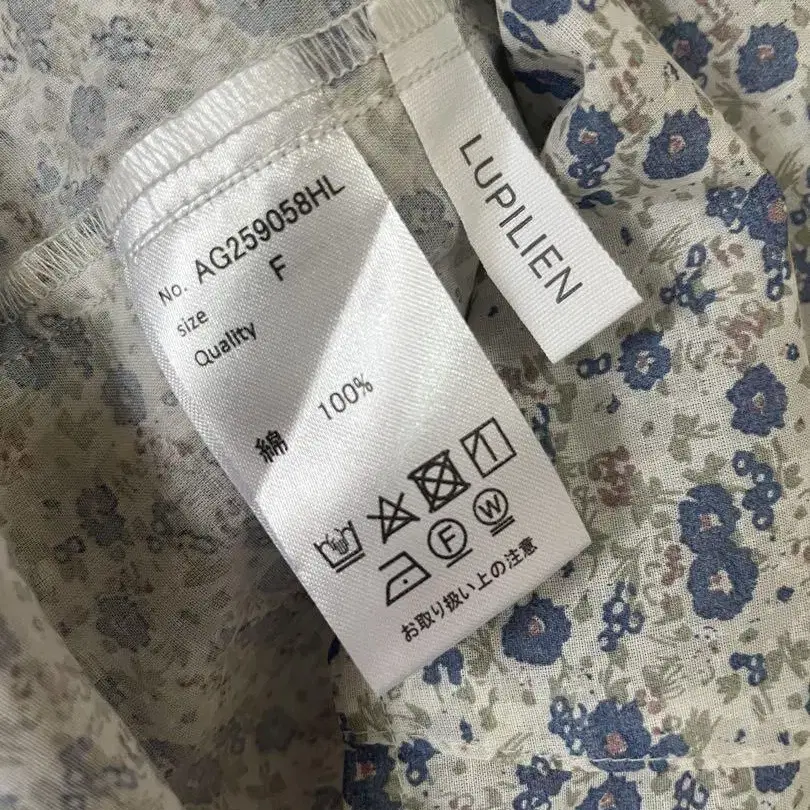 LUPILIEN
No. AG259058HL
size F
Quality
綿 100%
F W
お取り扱い上の注意